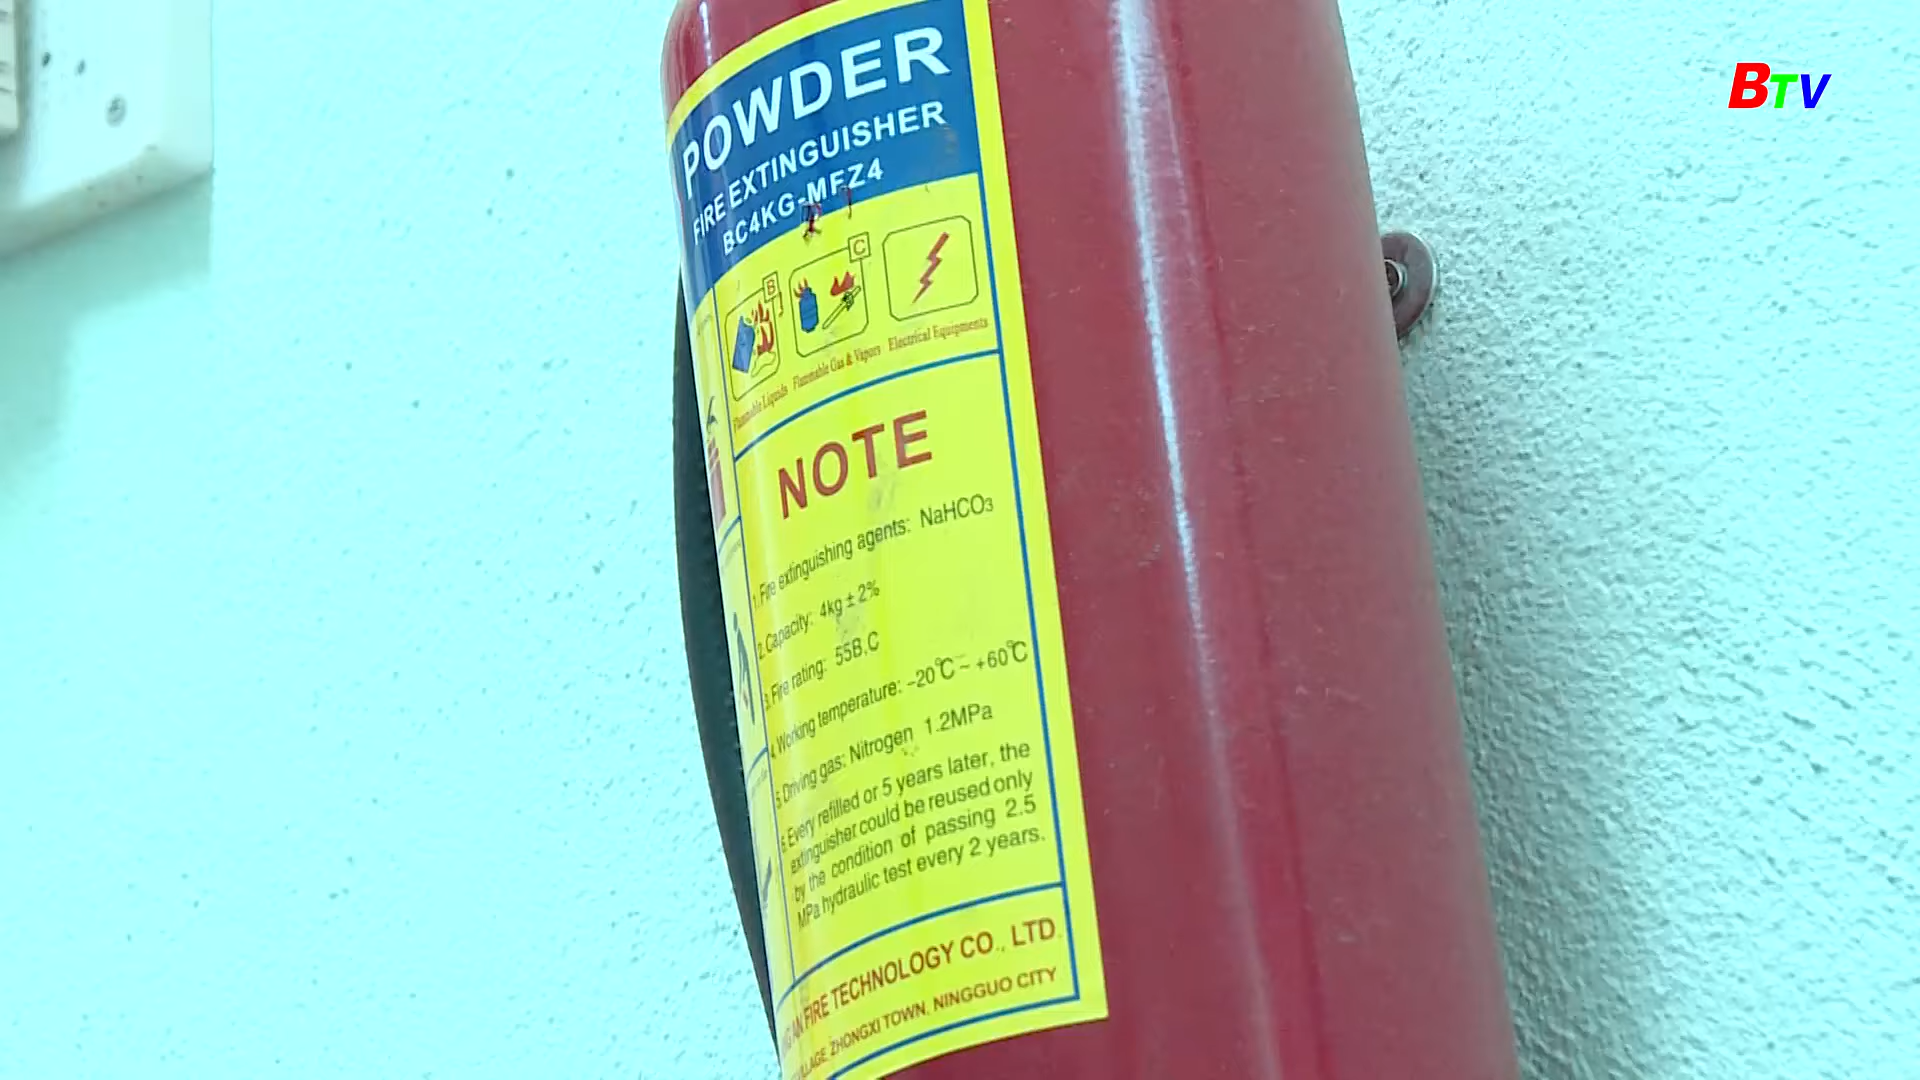 BTV
POWDER
FIRE EXTINGUISHER
BC4KG-MFZ4
B
C
Flammable Liquids
Flammable Gas & Vapors
Electrical Equipments
NOTE
1. Fire extinguishing agents: NaHCO3
2. Capacity: 4kg ± 2%
3. Fire rating: 55B,C
4. Working temperature: -20℃ ~ +60℃
5. Driving gas: Nitrogen 1.2MPa
6. Every refilled or 5 years later, the
extinguisher could be reused only
by the condition of passing 2.5
MPa hydraulic test every 2 years.
FIRE TECHNOLOGY CO., LTD.
ZHONGXI TOWN, NINGGUO CITY